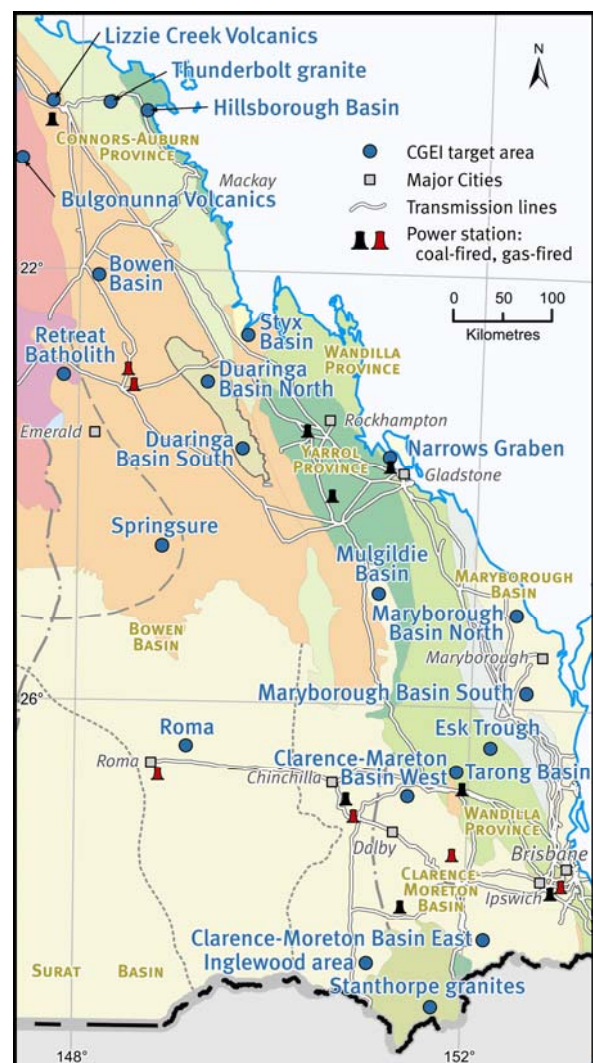 Lizzie Creek Volcanics
Thunderbolt granite
Hillsborough Basin
CONNORS-AUBURN
PROVINCE
Bulgonunna Volcanics
Mackay
N
CGEI target area
Major Cities
Transmission lines
Power station:
coal-fired, gas-fired
0 50 100
Kilometres
22°
Bowen
Basin
Styx
Basin
WANDILLA
PROVINCE
Retreat
Batholith
Duaringa
Basin North
Emerald
Duaringa
Basin South
Rockhampton
YARROL
PROVINCE
Narrows Graben
Gladstone
Springsure
Mulgildie
Basin
MARYBOROUGH
BASIN
Maryborough
Basin North
BOWEN
BASIN
Maryborough
26°
Maryborough Basin South
Roma
Esk Trough
Roma
Clarence-Mareton
Basin West
Chinchilla
Tarong Basin
WANDILLA
PROVINCE
Dalby
Brisbane
CLARENCE-
MORETON
BASIN
Ipswich
Clarence-Moreton Basin East
Inglewood area
SURAT BASIN
Stanthorpe granites
148°
152°